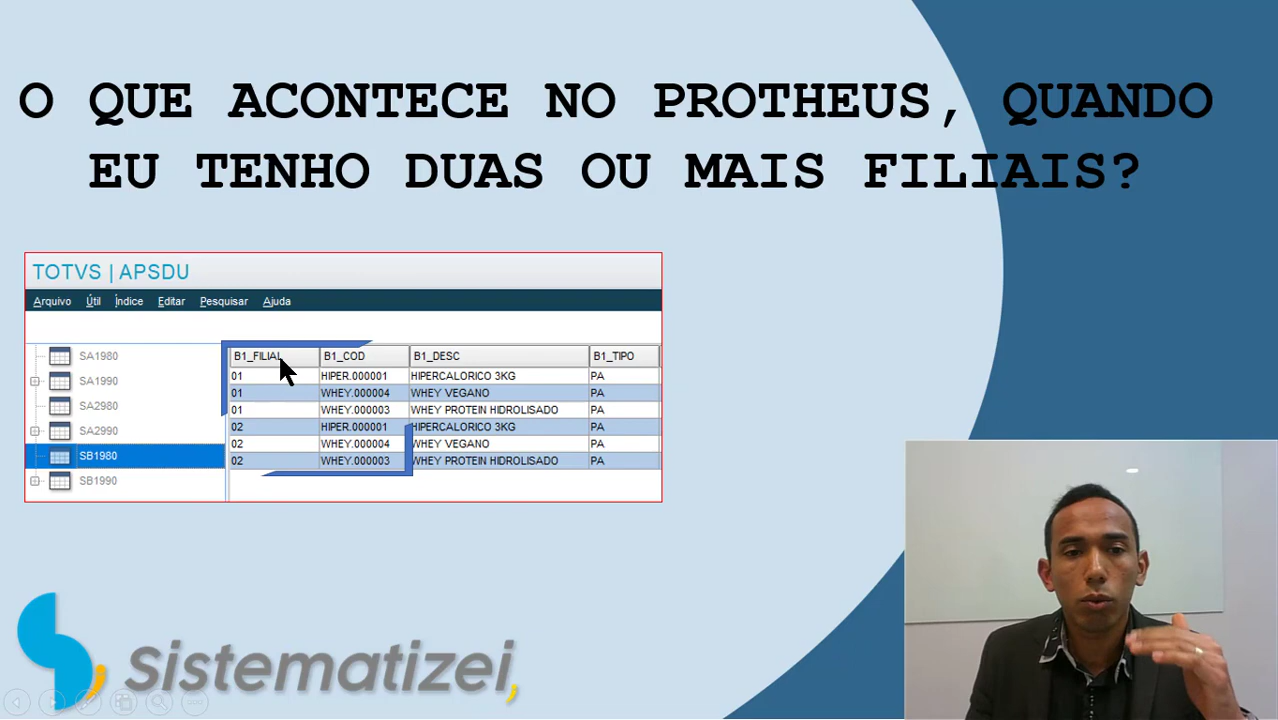 O QUE ACONTECE NO PROTHEUS, QUANDO
EU TENHO DUAS OU MAIS FILIAIS?
TOTVS | APSDU
Arquivo Útil Índice Editar Pesquisar Ajuda
SA1980
SA1990
SA2980
SA2990
SB1980
SB1990
B1_FILIAL B1_COD B1_DESC B1_TIPO
01 HIPER.000001 HIPERCALORICO 3KG PA
01 WHEY.000004 WHEY VEGANO PA
01 WHEY.000003 WHEY PROTEIN HIDROLISADO PA
02 HIPER.000001 HIPERCALORICO 3KG PA
02 WHEY.000004 WHEY VEGANO PA
02 WHEY.000003 WHEY PROTEIN HIDROLISADO PA
Sistematizei,